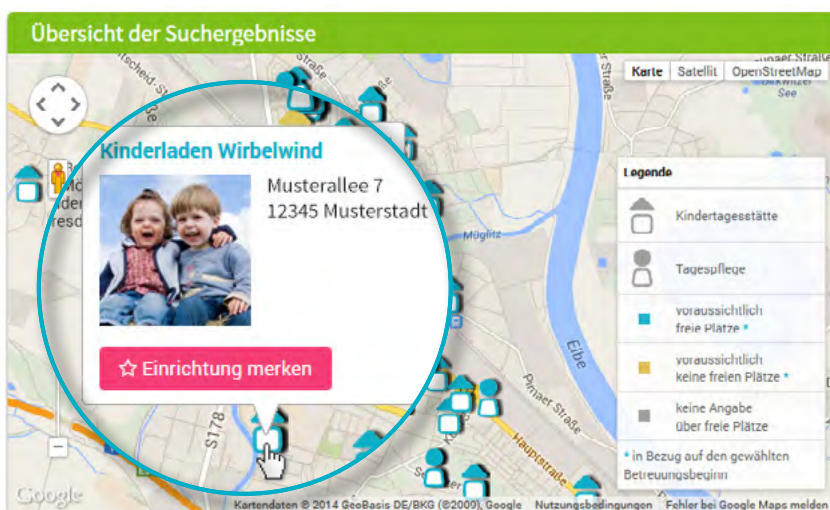 Übersicht der Suchergebnisse
Karte
Satellit
OpenStreetMap
See
Straße
Straße
Kinderladen Wirbelwind
Musterallee 7
12345 Musterstadt
Einrichtung merken
Müglitz
Elbe
Pirnaer Straße
Hauptstraße
S178
Legende
Kindertagesstätte
Tagespflege
voraussichtlich
freie Plätze *
voraussichtlich
keine freien Plätze *
keine Angabe
über freie Plätze
* in Bezug auf den gewählten
Betreuungsbeginn
Google
Kartendaten © 2014 GeoBasis-DE/BKG (©2009), Google
Nutzungsbedingungen
Fehler bei Google Maps melden